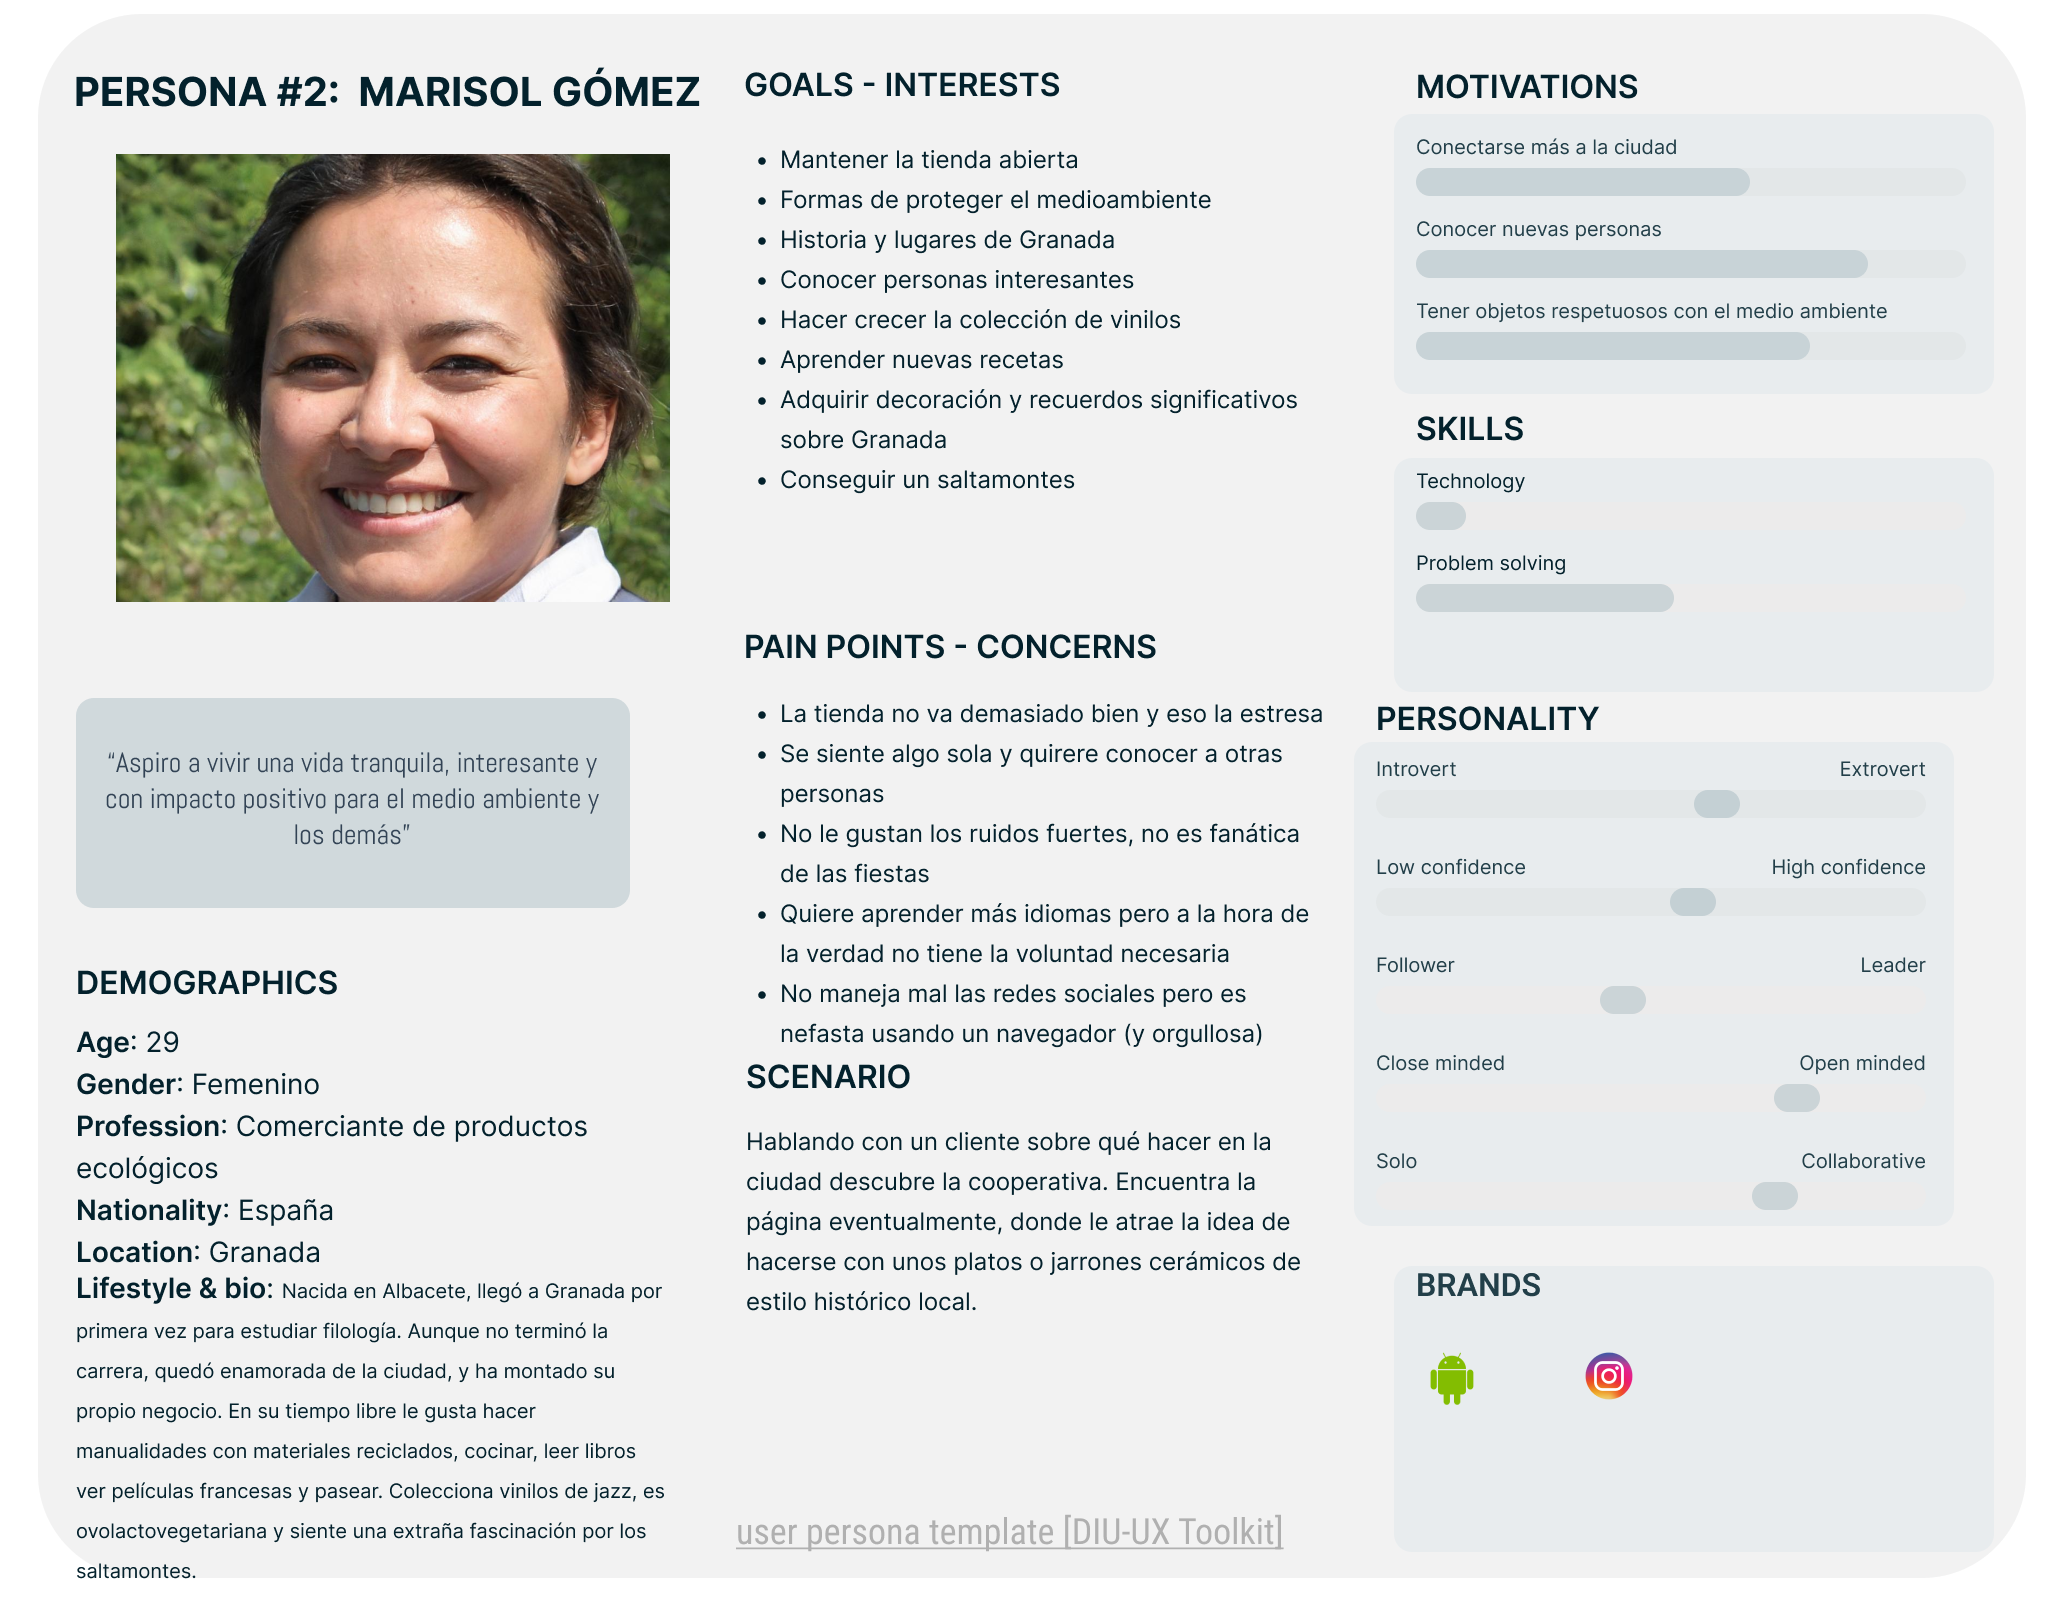 PERSONA #2:  MARISOL GÓMEZ
“Aspiro a vivir una vida tranquila, interesante y
con impacto positivo para el medio ambiente y
los demás”
DEMOGRAPHICS
Age: 29
Gender: Femenino
Profession: Comerciante de productos
ecológicos
Nationality: España
Location: Granada
Lifestyle & bio: Nacida en Albacete, llegó a Granada por
primera vez para estudiar filología. Aunque no terminó la
carrera, quedó enamorada de la ciudad, y ha montado su
propio negocio. En su tiempo libre le gusta hacer
manualidades con materiales reciclados, cocinar, leer libros
ver películas francesas y pasear. Colecciona vinilos de jazz, es
ovolactovegetariana y siente una extraña fascinación por los
saltamontes.
GOALS - INTERESTS
• Mantener la tienda abierta
• Formas de proteger el medioambiente
• Historia y lugares de Granada
• Conocer personas interesantes
• Hacer crecer la colección de vinilos
• Aprender nuevas recetas
• Adquirir decoración y recuerdos significativos
sobre Granada
• Conseguir un saltamontes
PAIN POINTS - CONCERNS
• La tienda no va demasiado bien y eso la estresa
• Se siente algo sola y quirere conocer a otras
personas
• No le gustan los ruidos fuertes, no es fanática
de las fiestas
• Quiere aprender más idiomas pero a la hora de
la verdad no tiene la voluntad necesaria
• No maneja mal las redes sociales pero es
nefasta usando un navegador (y orgullosa)
SCENARIO
Hablando con un cliente sobre qué hacer en la
ciudad descubre la cooperativa. Encuentra la
página eventualmente, donde le atrae la idea de
hacerse con unos platos o jarrones cerámicos de
estilo histórico local.
user persona template [DIU-UX Toolkit]
MOTIVATIONS
Conectarse más a la ciudad
Conocer nuevas personas
Tener objetos respetuosos con el medio ambiente
SKILLS
Technology
Problem solving
PERSONALITY
Introvert Extrovert
Low confidence High confidence
Follower Leader
Close minded Open minded
Solo Collaborative
BRANDS